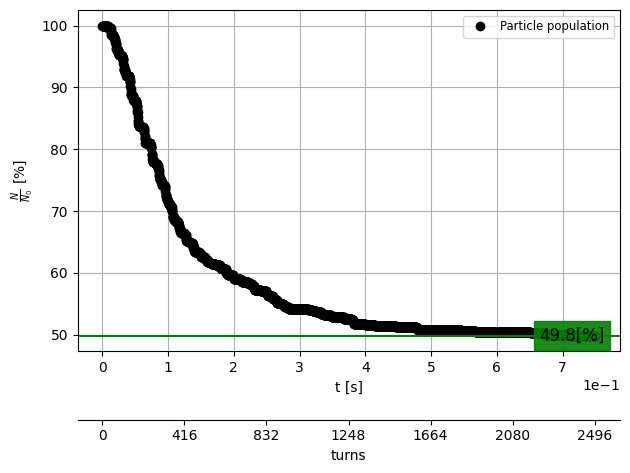 Particle population
100
90
80
70
60
50
N/N₀ [%]
49.8[%]
0 1 2 3 4 5 6 7
t [s]
1e−1
0 416 832 1248 1664 2080 2496
turns